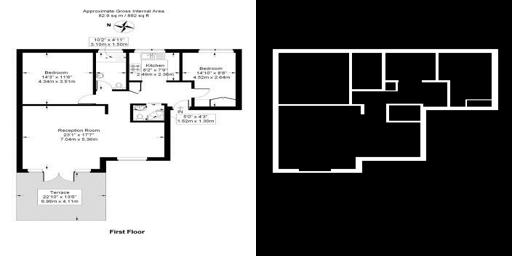 Approximate Gross Internal Area
82.9 sq m / 892 sq ft
N
10'2" x 4'11"
3.10m x 1.50m
Bedroom
14'3" x 11'6"
4.34m x 3.51m
Kitchen
8'2" x 7'9"
2.49m x 2.36m
Bedroom
14'10" x 8'8"
4.52m x 2.64m
5'0" x 4'3"
1.52m x 1.30m
IN
Reception Room
23'1" x 17'7"
7.04m x 5.36m
Terrace
22'10" x 13'6"
6.96m x 4.11m
First Floor